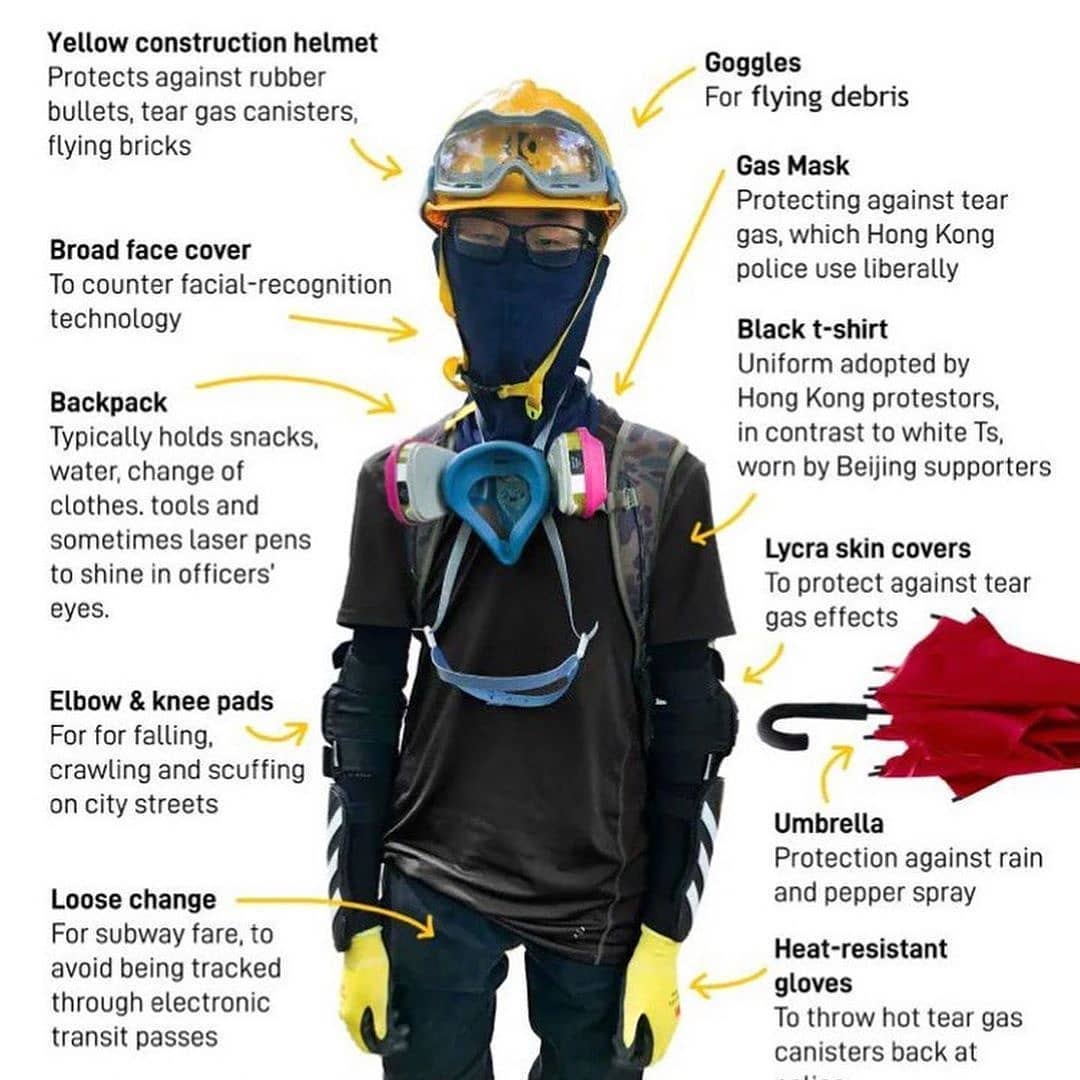 Yellow construction helmet
Protects against rubber
bullets, tear gas canisters,
flying bricks
Goggles
For flying debris
Gas Mask
Protecting against tear
gas, which Hong Kong
police use liberally
Broad face cover
To counter facial-recognition
technology
Black t-shirt
Uniform adopted by
Hong Kong protestors,
in contrast to white Ts,
worn by Beijing supporters
Backpack
Typically holds snacks,
water, change of
clothes. tools and
sometimes laser pens
to shine in officers'
eyes.
Lycra skin covers
To protect against tear
gas effects
Elbow & knee pads
For for falling,
crawling and scuffing
on city streets
Umbrella
Protection against rain
and pepper spray
Loose change
For subway fare, to
avoid being tracked
through electronic
transit passes
Heat-resistant
gloves
To throw hot tear gas
canisters back at